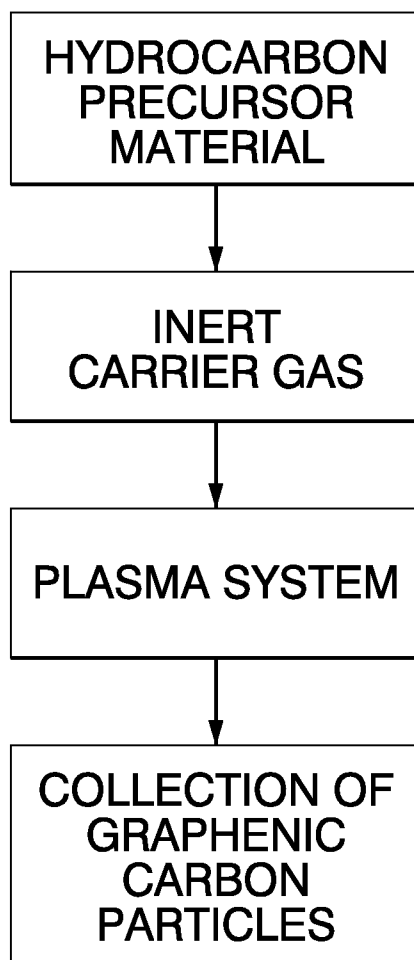 HYDROCARBON
PRECURSOR
MATERIAL
INERT
CARRIER GAS
PLASMA SYSTEM
COLLECTION OF
GRAPHENIC
CARBON
PARTICLES